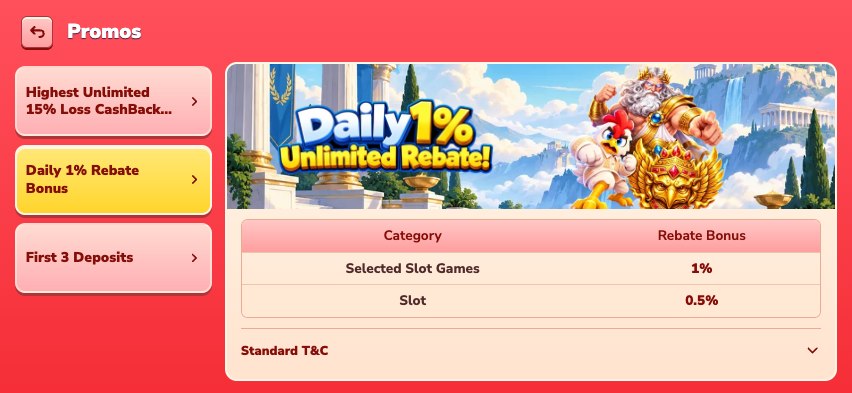 Promos
Highest Unlimited
15% Loss CashBack...
Daily 1% Rebate
Bonus
First 3 Deposits
Daily 1%
Unlimited Rebate!
Category Rebate Bonus
Selected Slot Games 1%
Slot 0.5%
Standard T&C